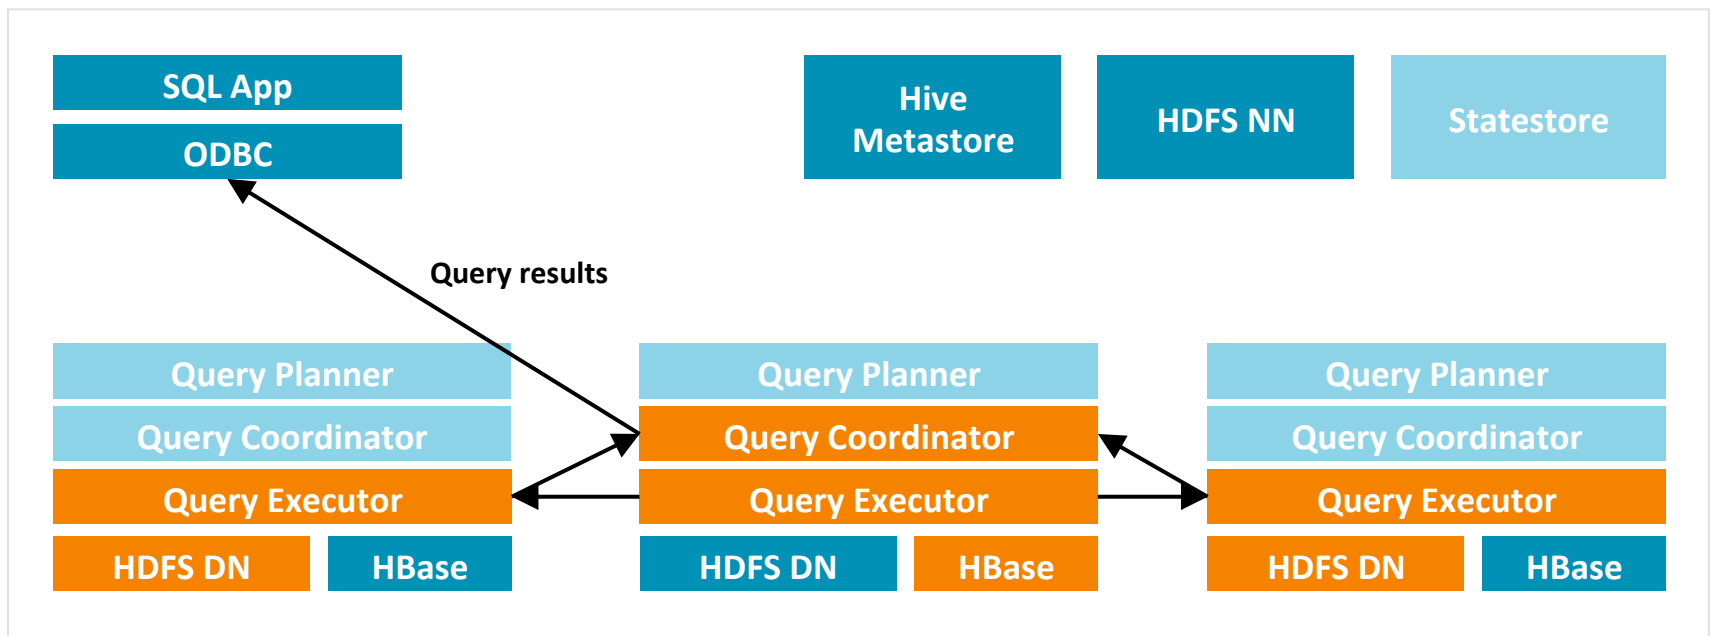 SQL App
ODBC
Hive
Metastore
HDFS NN
Statestore
Query results
Query Planner
Query Coordinator
Query Executor
HDFS DN
HBase
Query Planner
Query Coordinator
Query Executor
HDFS DN
HBase
Query Planner
Query Coordinator
Query Executor
HDFS DN
HBase